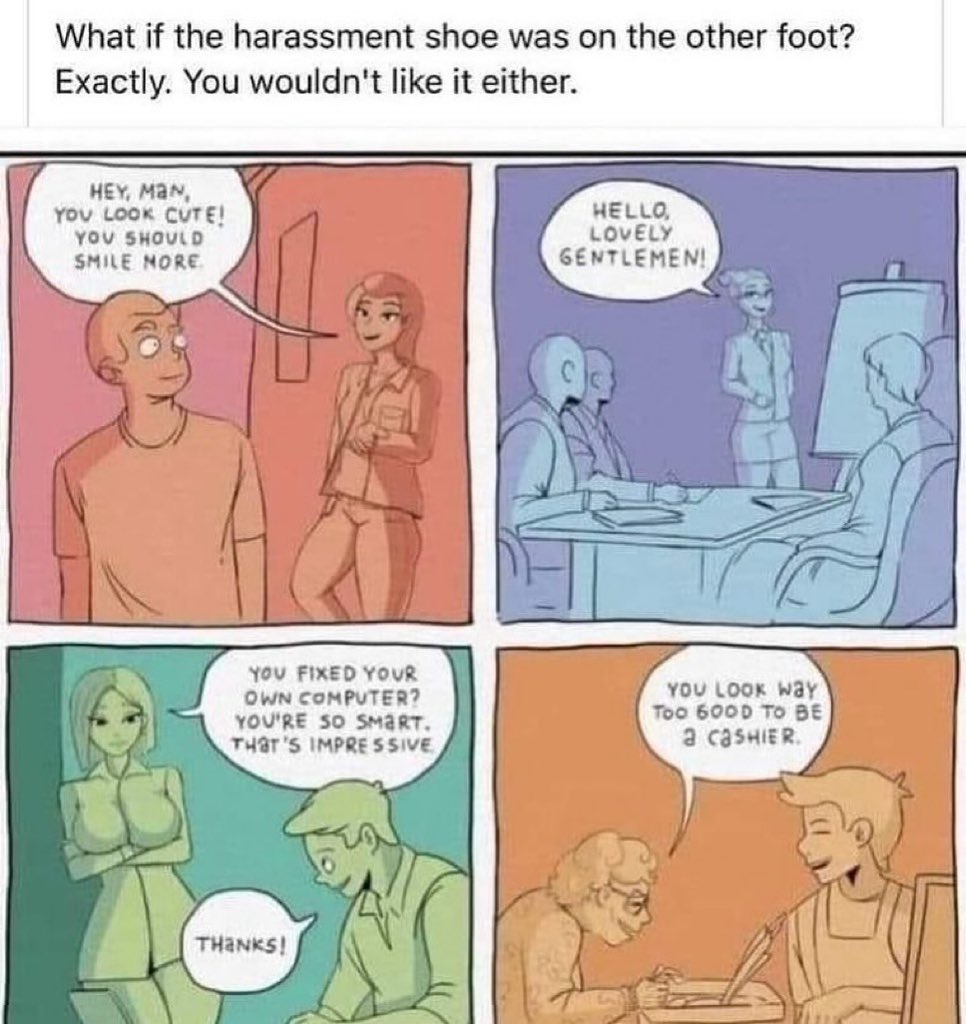 What if the harassment shoe was on the other foot?
Exactly. You wouldn't like it either.
HEY, MaN,
YOU LOOK CUTE!
YOU SHOULD
SMILE MORE.
HELLO,
LOVELY
GENTLEMEN!
YOU FIXED YOUR
OWN COMPUTER?
YOU'RE SO SMaRT.
THaT'S IMPRESSIVE.
THaNKS!
YOU LOOK WaY
TOO GOOD TO BE
a CaSHIER.